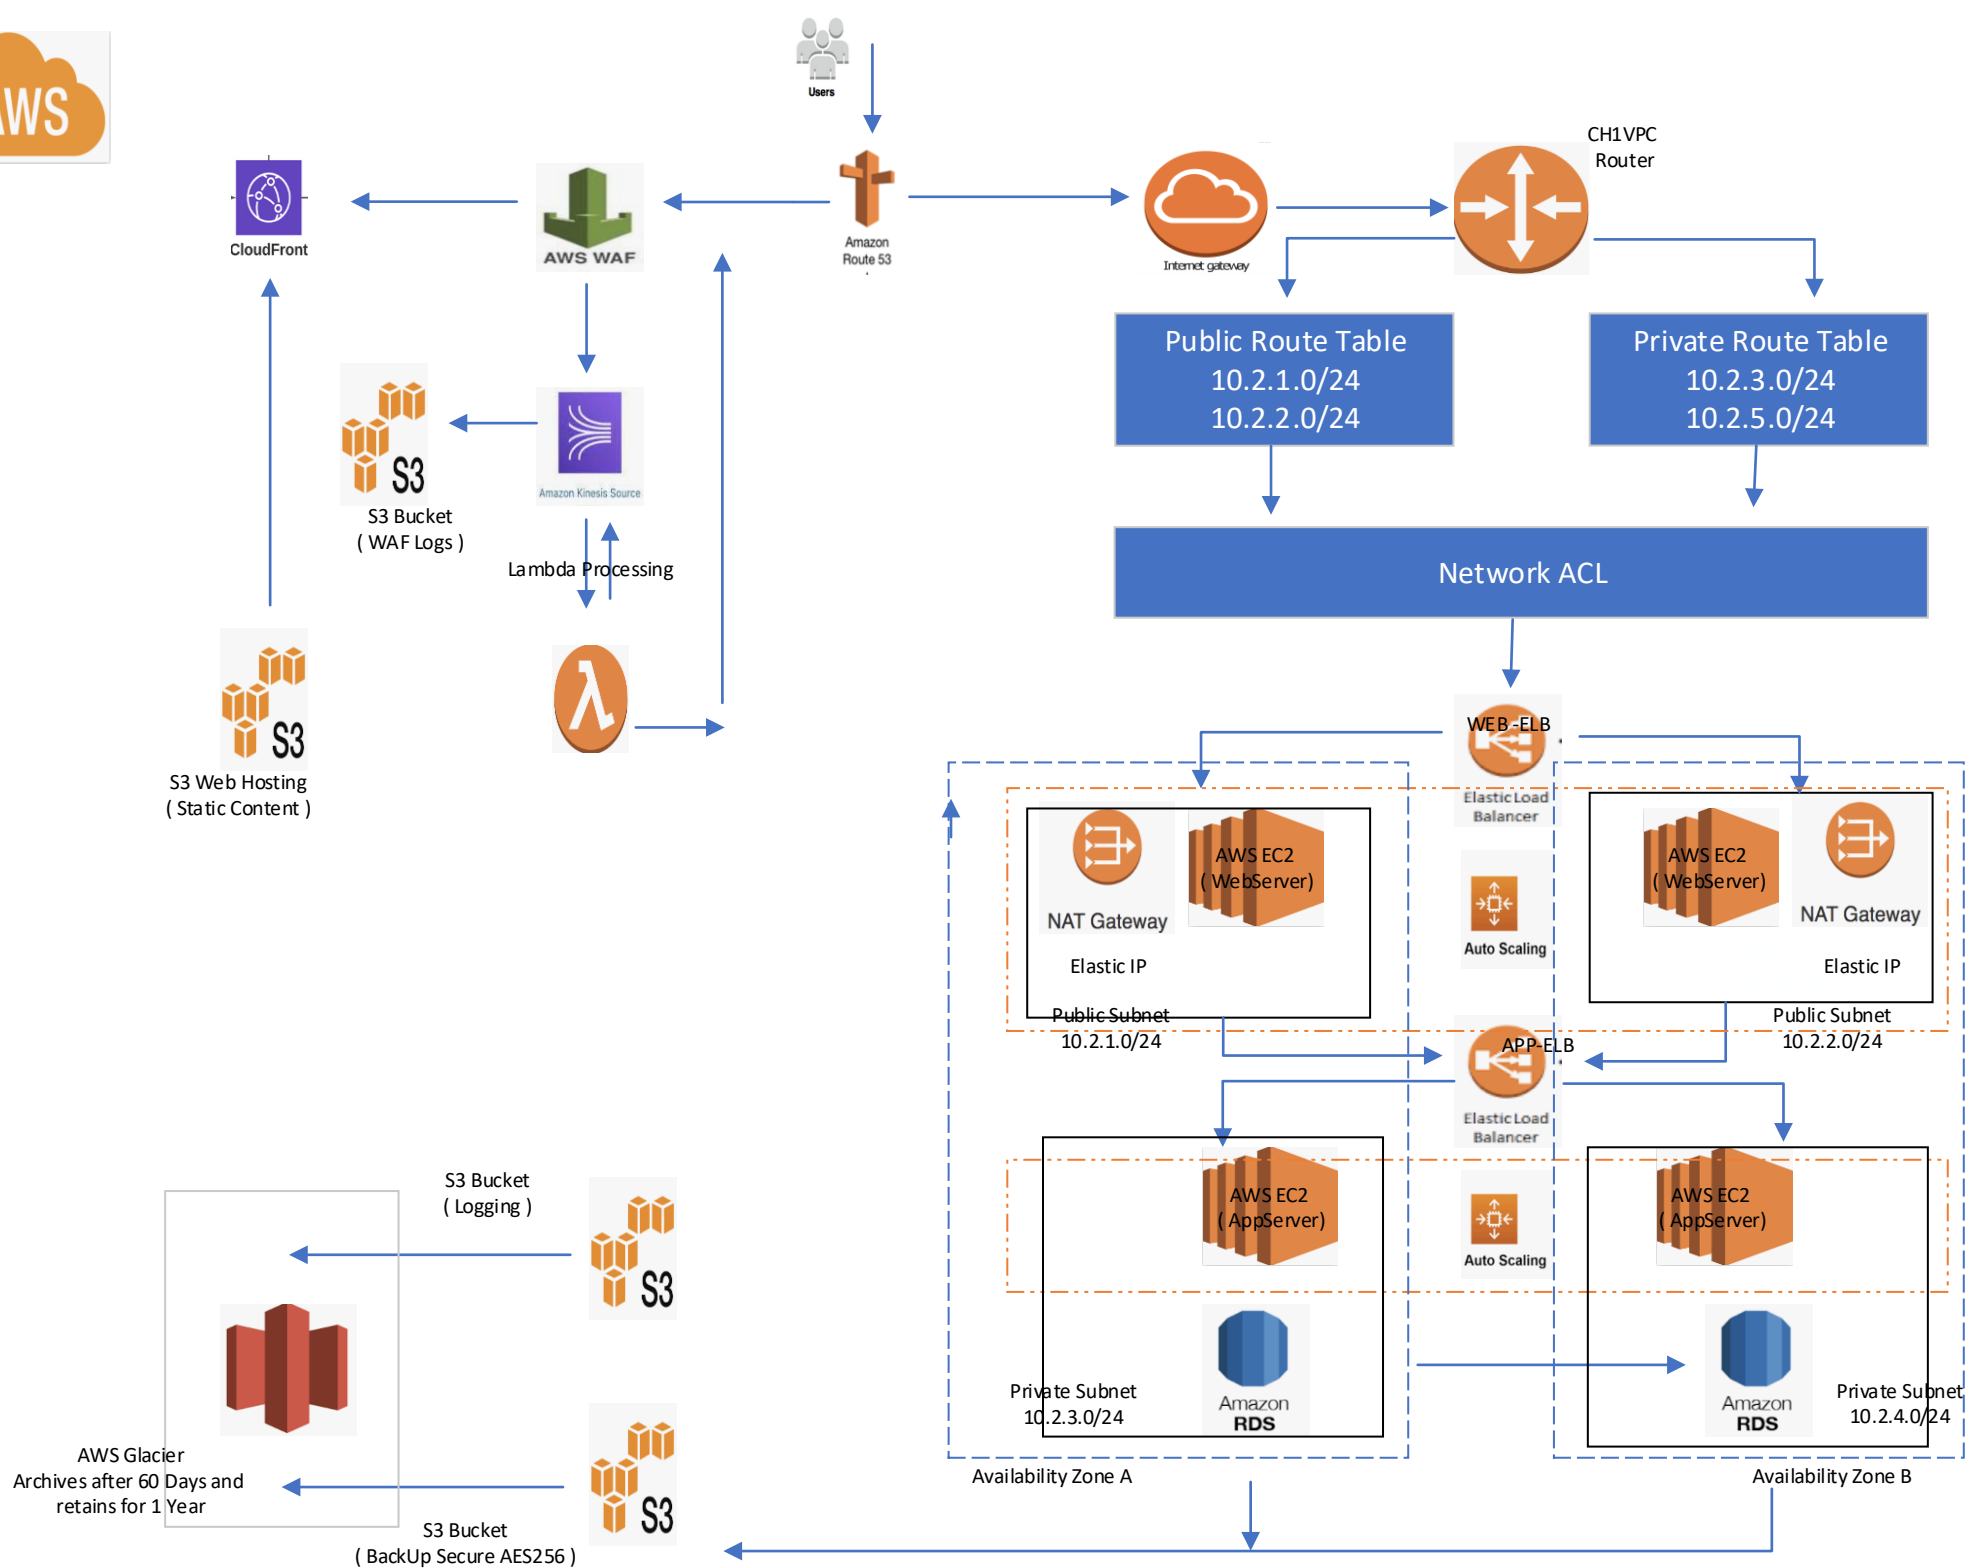 AWS
Users
CH1VPC
Router
CloudFront
AWS WAF
Amazon
Route 53
Internet gateway
Public Route Table
10.2.1.0/24
10.2.2.0/24
Private Route Table
10.2.3.0/24
10.2.5.0/24
S3
S3 Bucket
( WAF Logs )
Amazon Kinesis Source
Lambda Processing
Network ACL
S3
S3 Web Hosting
( Static Content )
WEB -ELB
Elastic Load
Balancer
NAT Gateway
AWS EC2
( WebServer)
Elastic IP
Public Subnet
10.2.1.0/24
Auto Scaling
AWS EC2
( WebServer)
NAT Gateway
Elastic IP
Public Subnet
10.2.2.0/24
APP-ELB
Elastic Load
Balancer
AWS EC2
( AppServer)
Auto Scaling
AWS EC2
( AppServer)
Amazon
RDS
Private Subnet
10.2.3.0/24
Amazon
RDS
Private Subnet
10.2.4.0/24
Availability Zone A
Availability Zone B
S3 Bucket
( Logging )
S3
AWS Glacier
Archives after 60 Days and
retains for 1 Year
S3
S3 Bucket
( BackUp Secure AES256 )